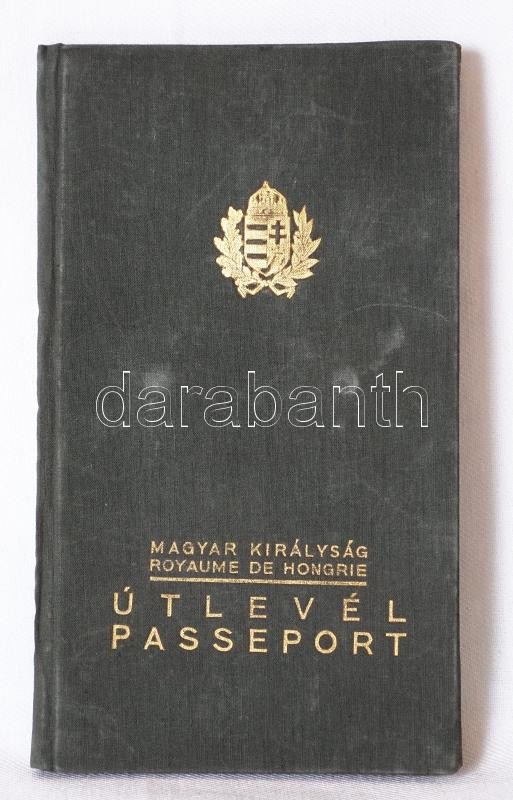 darabanth
MAGYAR KIRÁLYSÁG
ROYAUME DE HONGRIE
ÚTLEVÉL
PASSEPORT